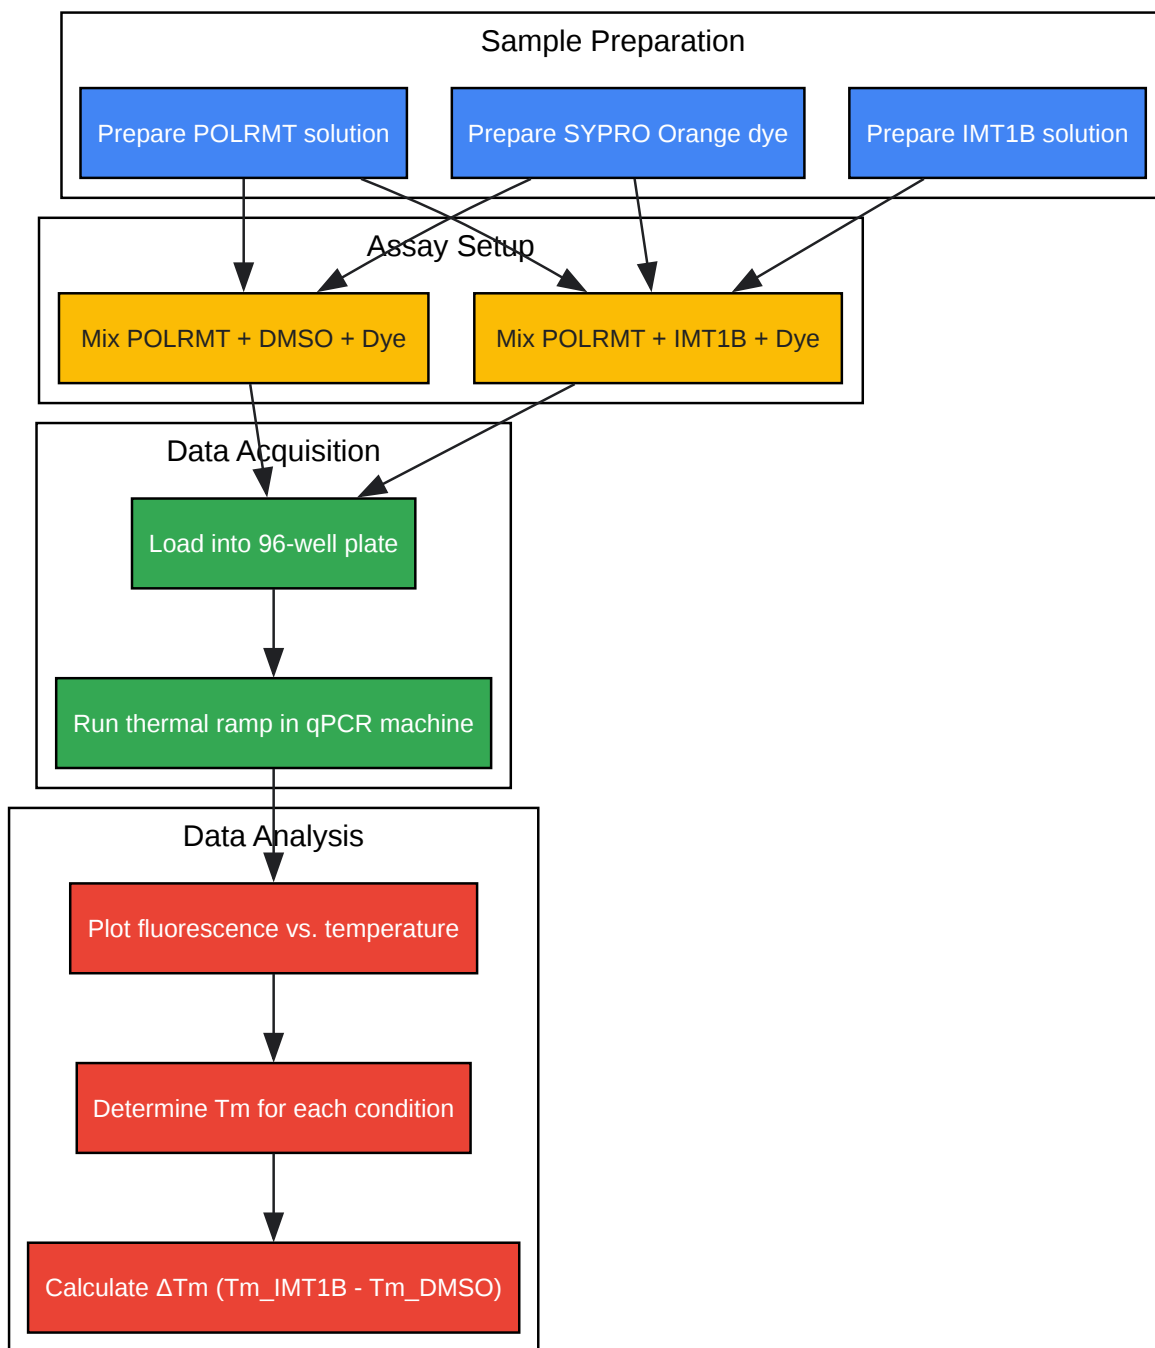 Sample Preparation
Prepare POLRMT solution
Prepare SYPRO Orange dye
Prepare IMT1B solution
Assay Setup
Mix POLRMT + DMSO + Dye
Mix POLRMT + IMT1B + Dye
Data Acquisition
Load into 96-well plate
Run thermal ramp in qPCR machine
Data Analysis
Plot fluorescence vs. temperature
Determine Tm for each condition
Calculate ΔTm (Tm_IMT1B - Tm_DMSO)